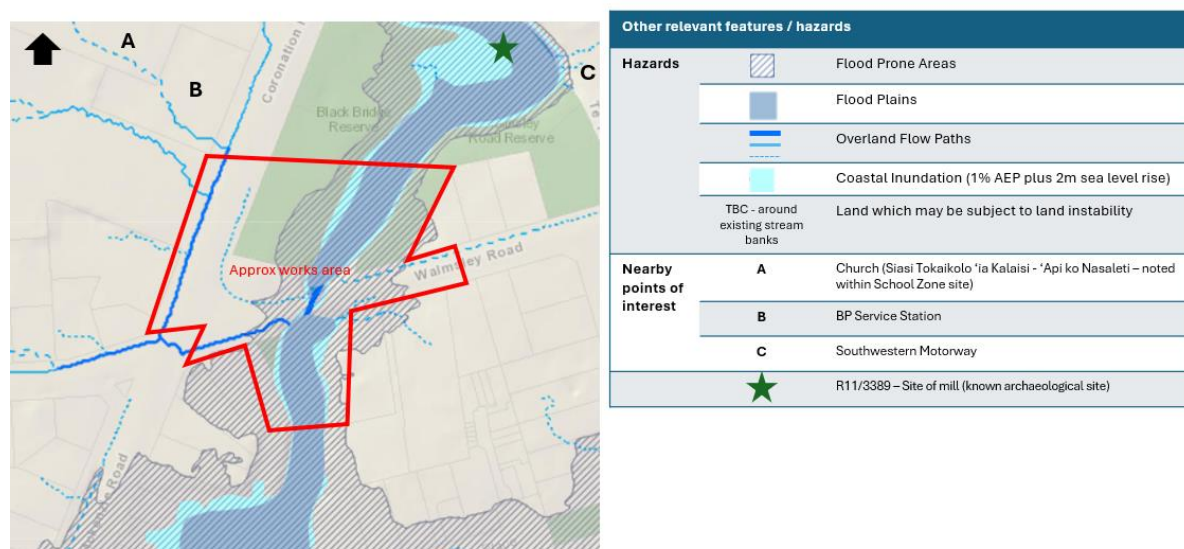 A
B
C
Coronation
Black Bridge
Reserve
Road Reserve
Approx works area
Walmsley Road
Road
Other relevant features / hazards
Hazards
Flood Prone Areas
Flood Plains
Overland Flow Paths
Coastal Inundation (1% AEP plus 2m sea level rise)
TBC - around
existing stream
banks
Land which may be subject to land instability
Nearby
points of
interest
A
Church (Siasi Tokaikolo ‘ia Kalaisi - ‘Api ko Nasaleti – noted
within School Zone site)
B
BP Service Station
C
Southwestern Motorway
R11/3389 – Site of mill (known archaeological site)